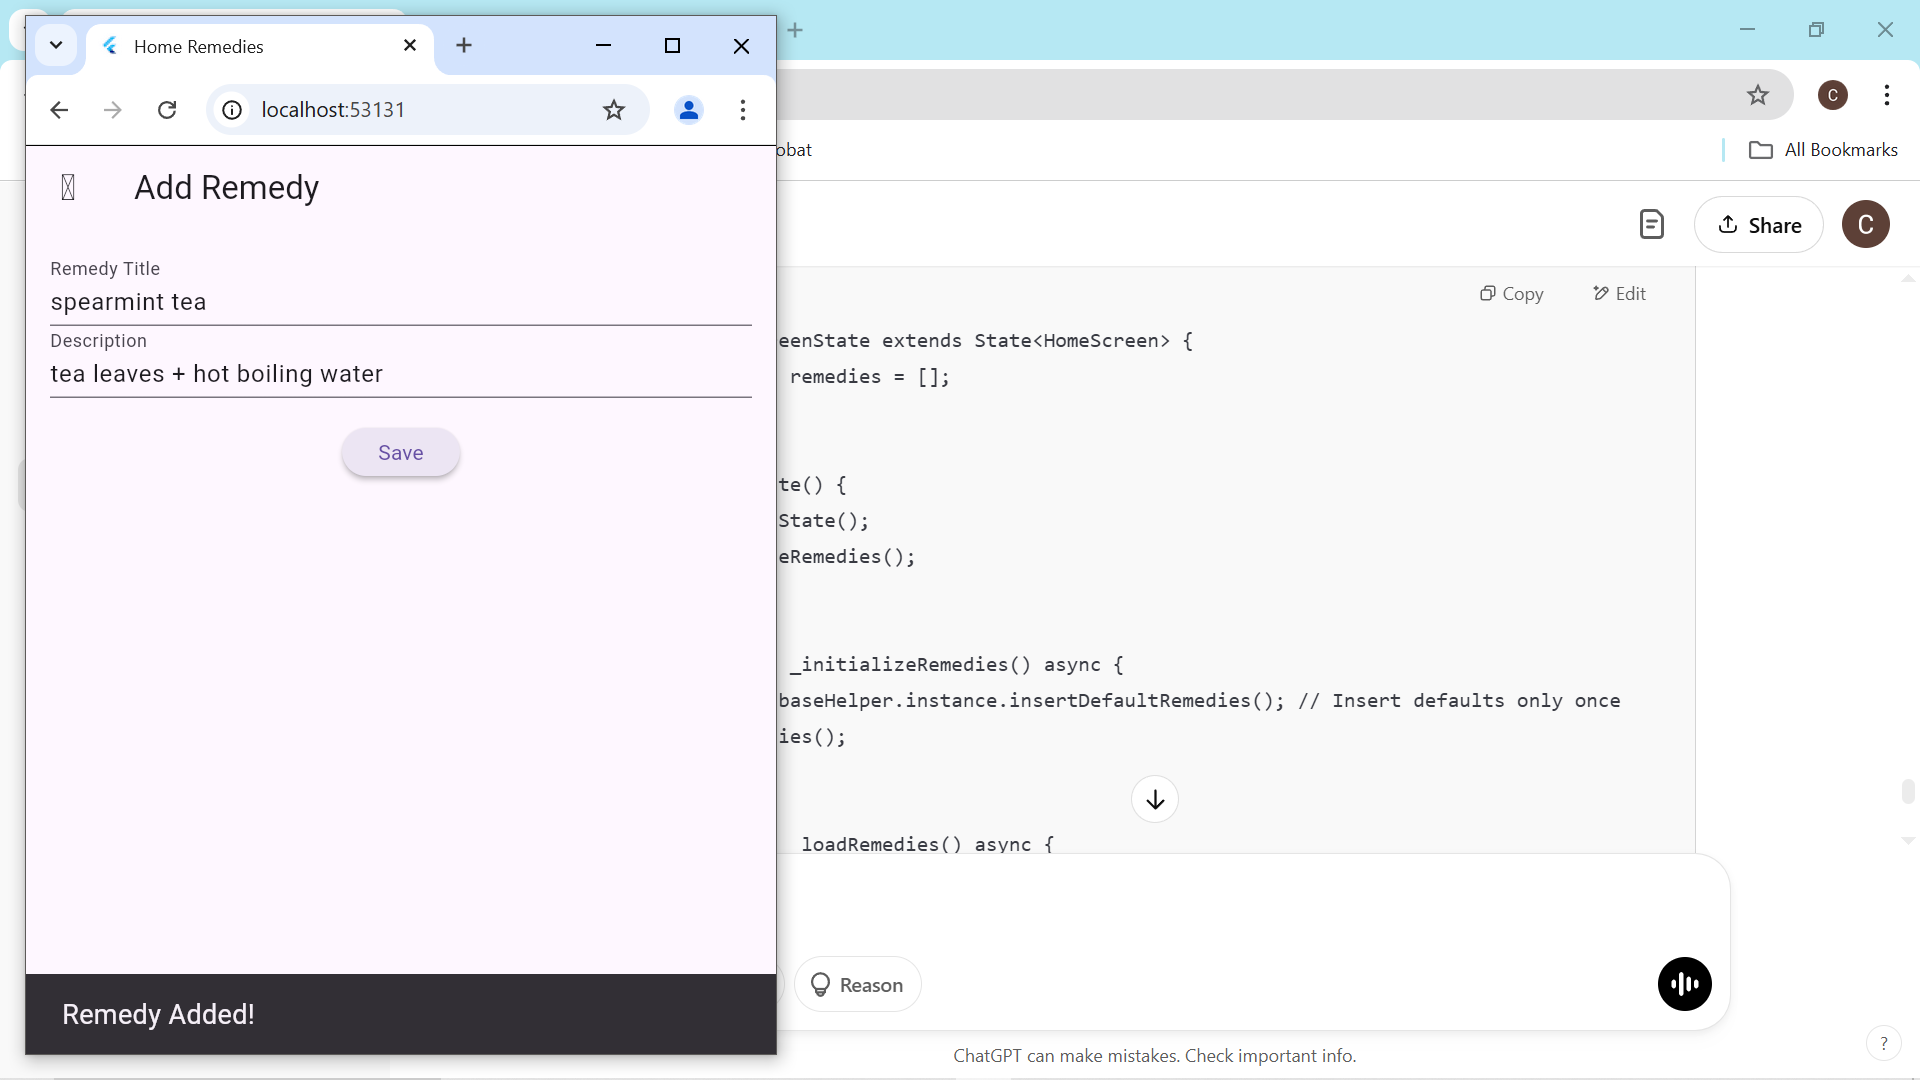 Home Remedies
localhost:53131
obat
All Bookmarks
Add Remedy
C
Share
C
Remedy Title
spearmint tea
Description
tea leaves + hot boiling water
Save
Copy
Edit
eenState extends State<HomeScreen> {
remedies = [];
te() {
State();
eRemedies();
_initializeRemedies() async {
baseHelper.instance.insertDefaultRemedies(); // Insert defaults only once
ies();
loadRemedies() async {
Reason
Remedy Added!
ChatGPT can make mistakes. Check important info.
?